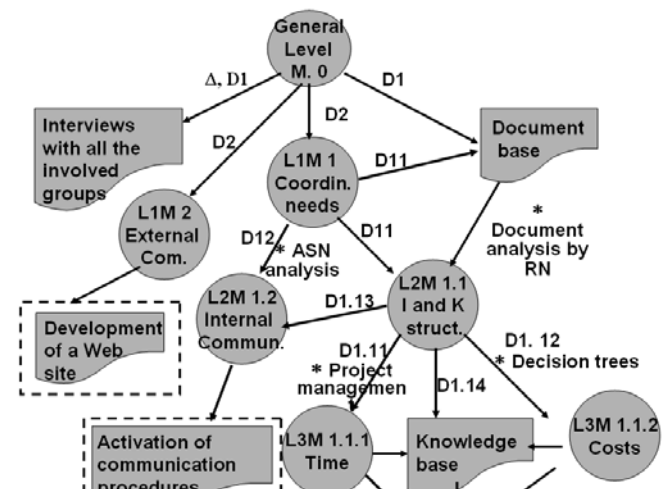 General
Level
M. 0
Δ, D1
D1
D2
D2
Interviews
with all the
involved
groups
Document
base
L1M 1
Coordin.
needs
D11
L1M 2
External
Com.
D12
* ASN
analysis
D11
*
Document
analysis by
RN
L2M 1.1
I and K
struct.
L2M 1.2
Internal
Commun.
D1.13
Development
of a Web
site
D1.11
* Project
managemen
D1.14
D1. 12
* Decision trees
Activation of
communication
procedures
L3M 1.1.1
Time
Knowledge
base
L3M 1.1.2
Costs